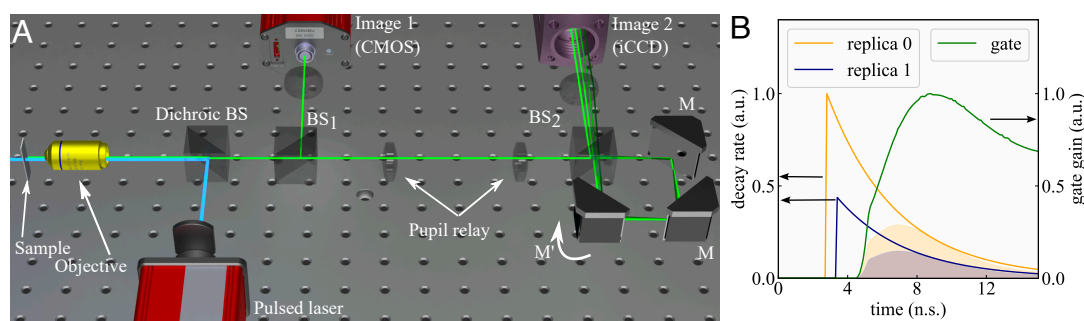 A
Image 1
(CMOS)
Image 2
(iCCD)
Dichroic BS
BS1
BS2
M
Sample
Objective
Pupil relay
M'
M
Pulsed laser
B
replica 0
replica 1
gate
decay rate (a.u.)
gate gain (a.u.)
1.0
0.5
0.0
1.0
0.5
0.0
0 4 8 12
time (n.s.)